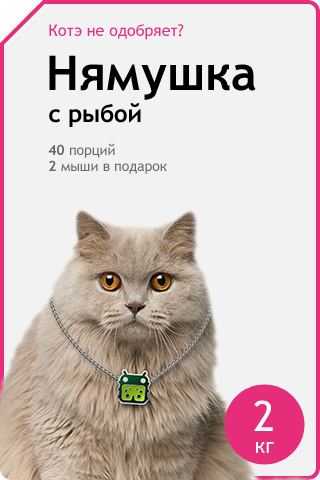 Котэ не одобряет?
Нямушка
с рыбой
40 порций
2 мыши в подарок
2
кг